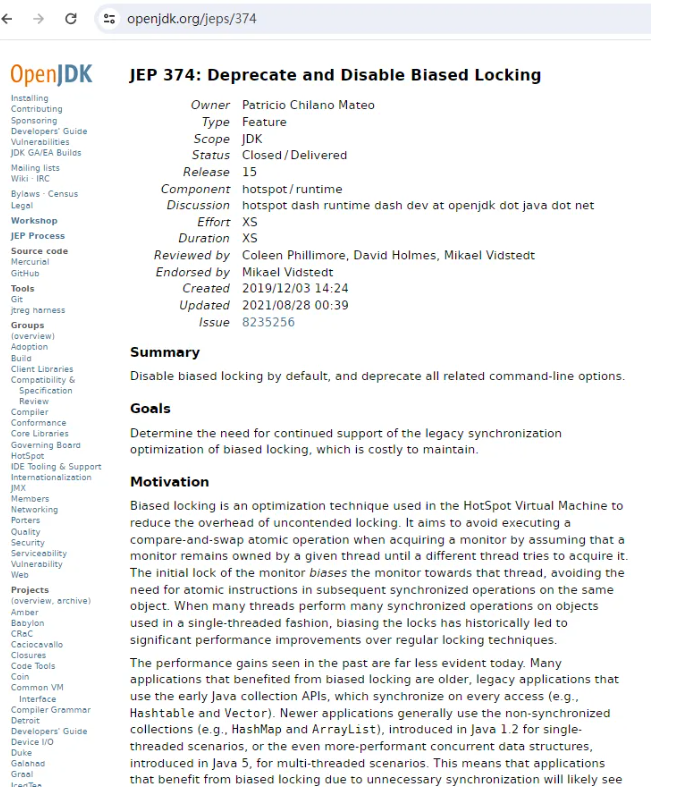 openjdk.org/jeps/374
OpenJDK
Installing
Contributing
Sponsoring
Developers' Guide
Vulnerabilities
JDK GA/EA Builds
Mailing lists
Wiki · IRC
Bylaws · Census
Legal
Workshop
JEP Process
Source code
Mercurial
GitHub
Tools
Git
jtreg harness
Groups
(overview)
Adoption
Build
Client Libraries
Compatibility &
Specification
Review
Compiler
Conformance
Core Libraries
Governing Board
HotSpot
IDE Tooling & Support
Internationalization
JMX
Members
Networking
Porters
Quality
Security
Serviceability
Vulnerability
Web
Projects
(overview, archive)
Amber
Babylon
CRaC
Caciocavallo
Closures
Code Tools
Coin
Common VM
Interface
Compiler Grammar
Detroit
Developers' Guide
Device I/O
Duke
Galahad
Graal
IcedTea
JEP 374: Deprecate and Disable Biased Locking
Owner Patricio Chilano Mateo
Type Feature
Scope JDK
Status Closed / Delivered
Release 15
Component hotspot / runtime
Discussion hotspot dash runtime dash dev at openjdk dot java dot net
Effort XS
Duration XS
Reviewed by Coleen Phillimore, David Holmes, Mikael Vidstedt
Endorsed by Mikael Vidstedt
Created 2019/12/03 14:24
Updated 2021/08/28 00:39
Issue 8235256
Summary
Disable biased locking by default, and deprecate all related command-line options.
Goals
Determine the need for continued support of the legacy synchronization
optimization of biased locking, which is costly to maintain.
Motivation
Biased locking is an optimization technique used in the HotSpot Virtual Machine to
reduce the overhead of uncontended locking. It aims to avoid executing a
compare-and-swap atomic operation when acquiring a monitor by assuming that a
monitor remains owned by a given thread until a different thread tries to acquire it.
The initial lock of the monitor biases the monitor towards that thread, avoiding the
need for atomic instructions in subsequent synchronized operations on the same
object. When many threads perform many synchronized operations on objects
used in a single-threaded fashion, biasing the locks has historically led to
significant performance improvements over regular locking techniques.
The performance gains seen in the past are far less evident today. Many
applications that benefited from biased locking are older, legacy applications that
use the early Java collection APIs, which synchronize on every access (e.g.,
Hashtable and Vector). Newer applications generally use the non-synchronized
collections (e.g., HashMap and ArrayList), introduced in Java 1.2 for single-
threaded scenarios, or the even more-performant concurrent data structures,
introduced in Java 5, for multi-threaded scenarios. This means that applications
that benefit from biased locking due to unnecessary synchronization will likely see